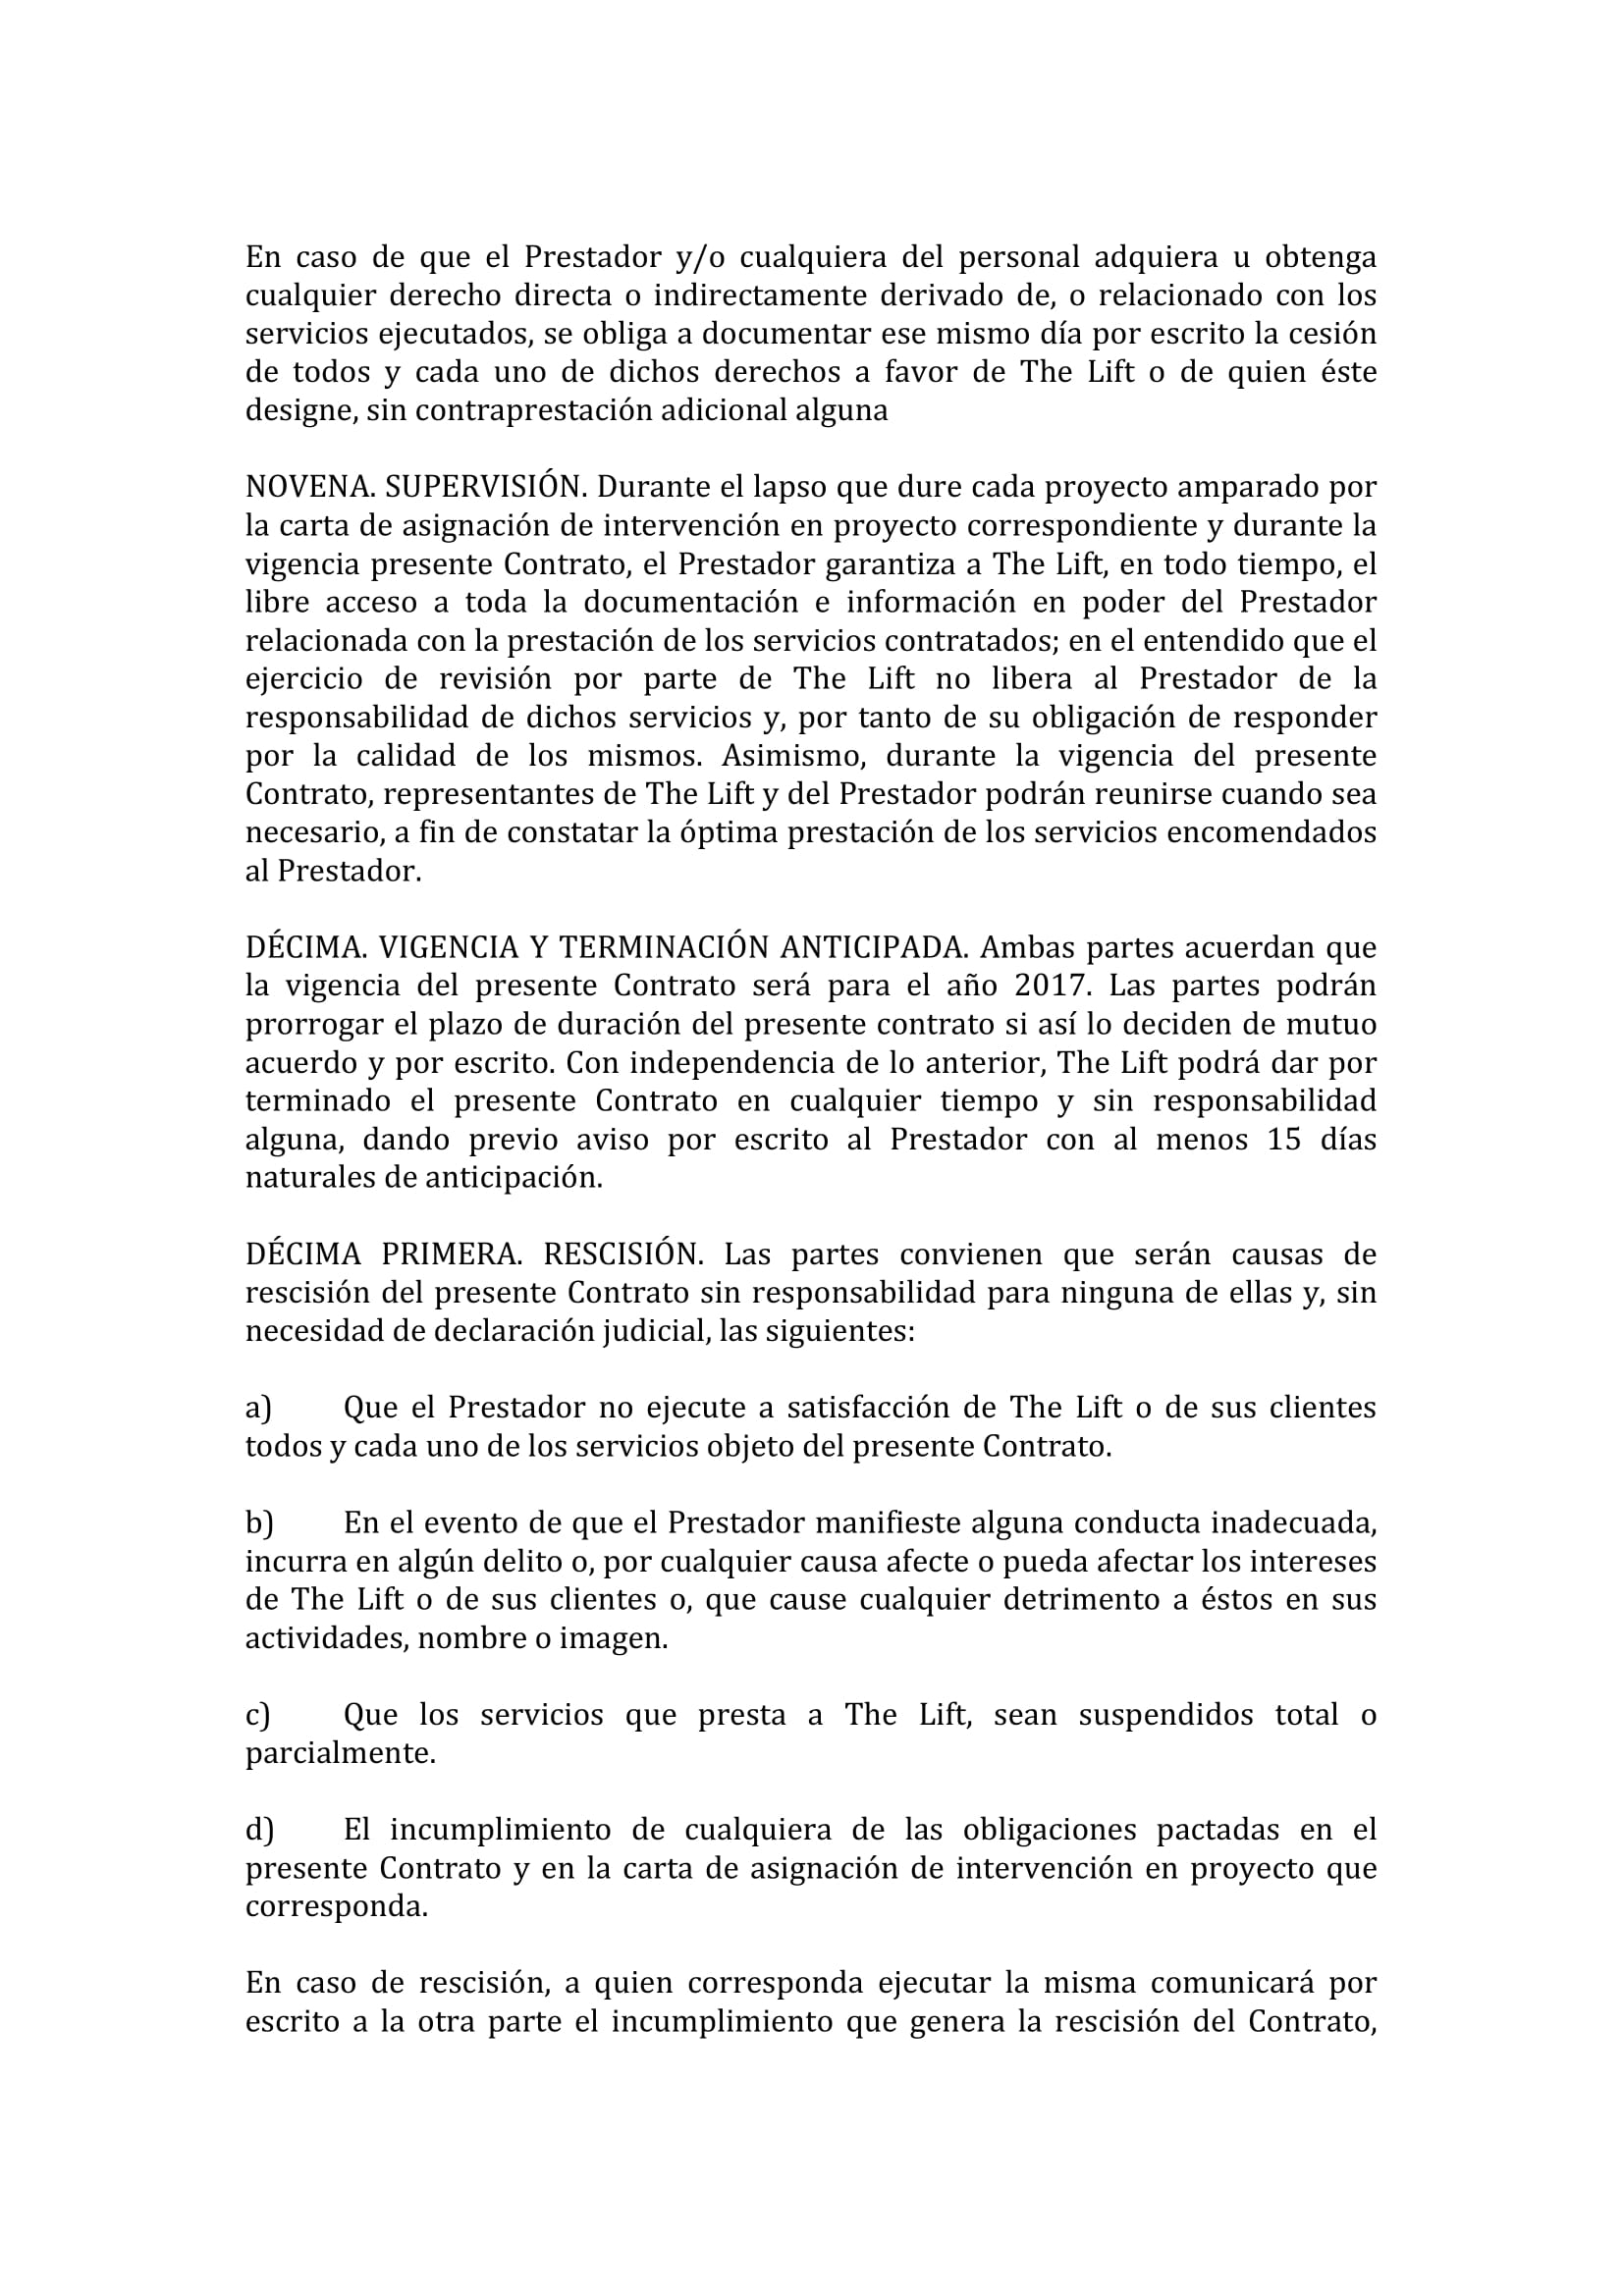 En caso de que el Prestador y/o cualquiera del personal adquiera u obtenga
cualquier derecho directa o indirectamente derivado de, o relacionado con los
servicios ejecutados, se obliga a documentar ese mismo día por escrito la cesión
de todos y cada uno de dichos derechos a favor de The Lift o de quien éste
designe, sin contraprestación adicional alguna
NOVENA. SUPERVISIÓN. Durante el lapso que dure cada proyecto amparado por
la carta de asignación de intervención en proyecto correspondiente y durante la
vigencia presente Contrato, el Prestador garantiza a The Lift, en todo tiempo, el
libre acceso a toda la documentación e información en poder del Prestador
relacionada con la prestación de los servicios contratados; en el entendido que el
ejercicio de revisión por parte de The Lift no libera al Prestador de la
responsabilidad de dichos servicios y, por tanto de su obligación de responder
por la calidad de los mismos. Asimismo, durante la vigencia del presente
Contrato, representantes de The Lift y del Prestador podrán reunirse cuando sea
necesario, a fin de constatar la óptima prestación de los servicios encomendados
al Prestador.
DÉCIMA. VIGENCIA Y TERMINACIÓN ANTICIPADA. Ambas partes acuerdan que
la vigencia del presente Contrato será para el año 2017. Las partes podrán
prorrogar el plazo de duración del presente contrato si así lo deciden de mutuo
acuerdo y por escrito. Con independencia de lo anterior, The Lift podrá dar por
terminado el presente Contrato en cualquier tiempo y sin responsabilidad
alguna, dando previo aviso por escrito al Prestador con al menos 15 días
naturales de anticipación.
DÉCIMA PRIMERA. RESCISIÓN. Las partes convienen que serán causas de
rescisión del presente Contrato sin responsabilidad para ninguna de ellas y, sin
necesidad de declaración judicial, las siguientes:
a) Que el Prestador no ejecute a satisfacción de The Lift o de sus clientes
todos y cada uno de los servicios objeto del presente Contrato.
b) En el evento de que el Prestador manifieste alguna conducta inadecuada,
incurra en algún delito o, por cualquier causa afecte o pueda afectar los intereses
de The Lift o de sus clientes o, que cause cualquier detrimento a éstos en sus
actividades, nombre o imagen.
c) Que los servicios que presta a The Lift, sean suspendidos total o
parcialmente.
d) El incumplimiento de cualquiera de las obligaciones pactadas en el
presente Contrato y en la carta de asignación de intervención en proyecto que
corresponda.
En caso de rescisión, a quien corresponda ejecutar la misma comunicará por
escrito a la otra parte el incumplimiento que genera la rescisión del Contrato,